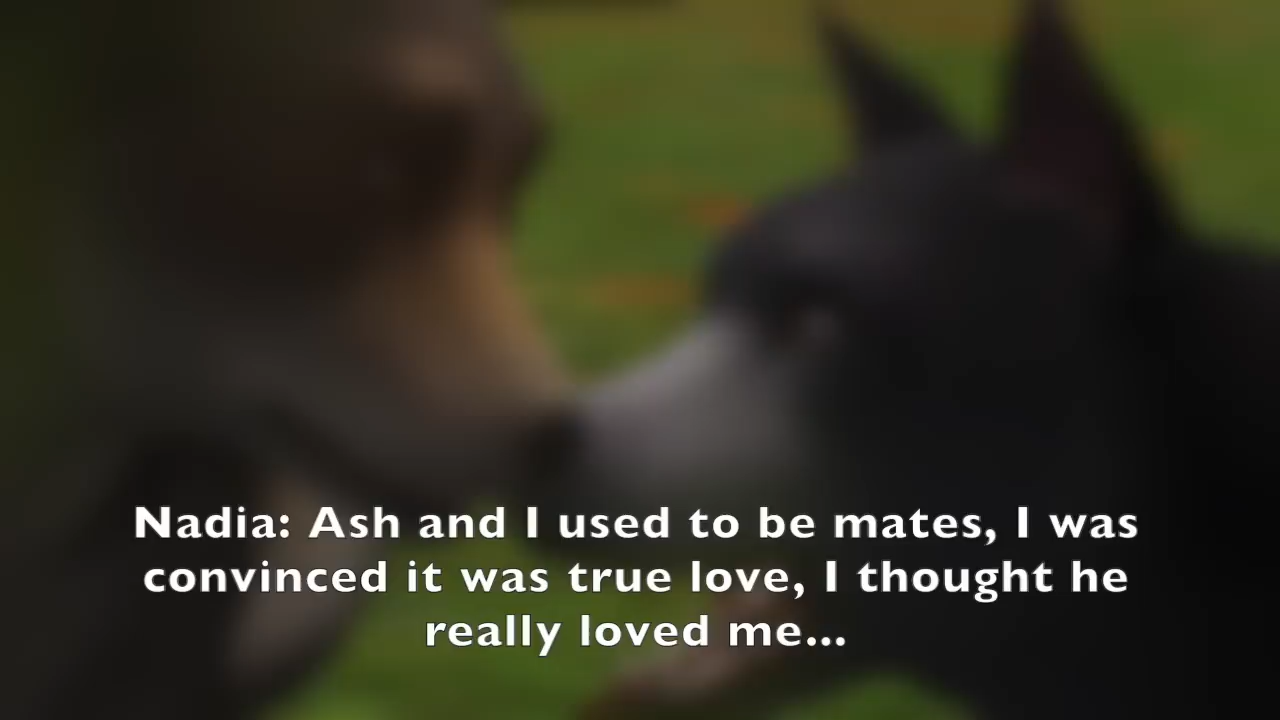 Nadia: Ash and I used to be mates, I was
convinced it was true love, I thought he
really loved me...